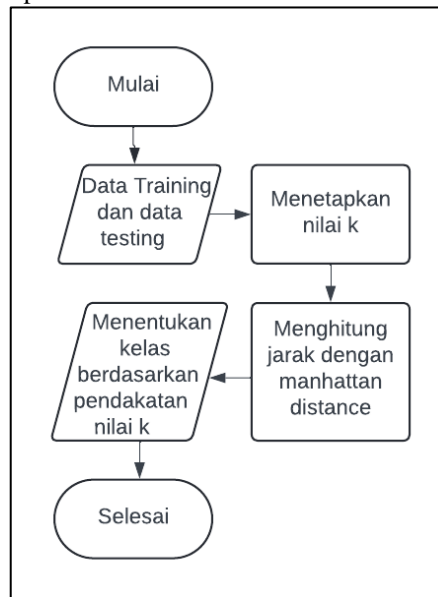 Mulai
Data Training
dan data
testing
Menetapkan
nilai k
Menghitung
jarak dengan
manhattan
distance
Menentukan
kelas
berdasarkan
pendakatan
nilai k
Selesai